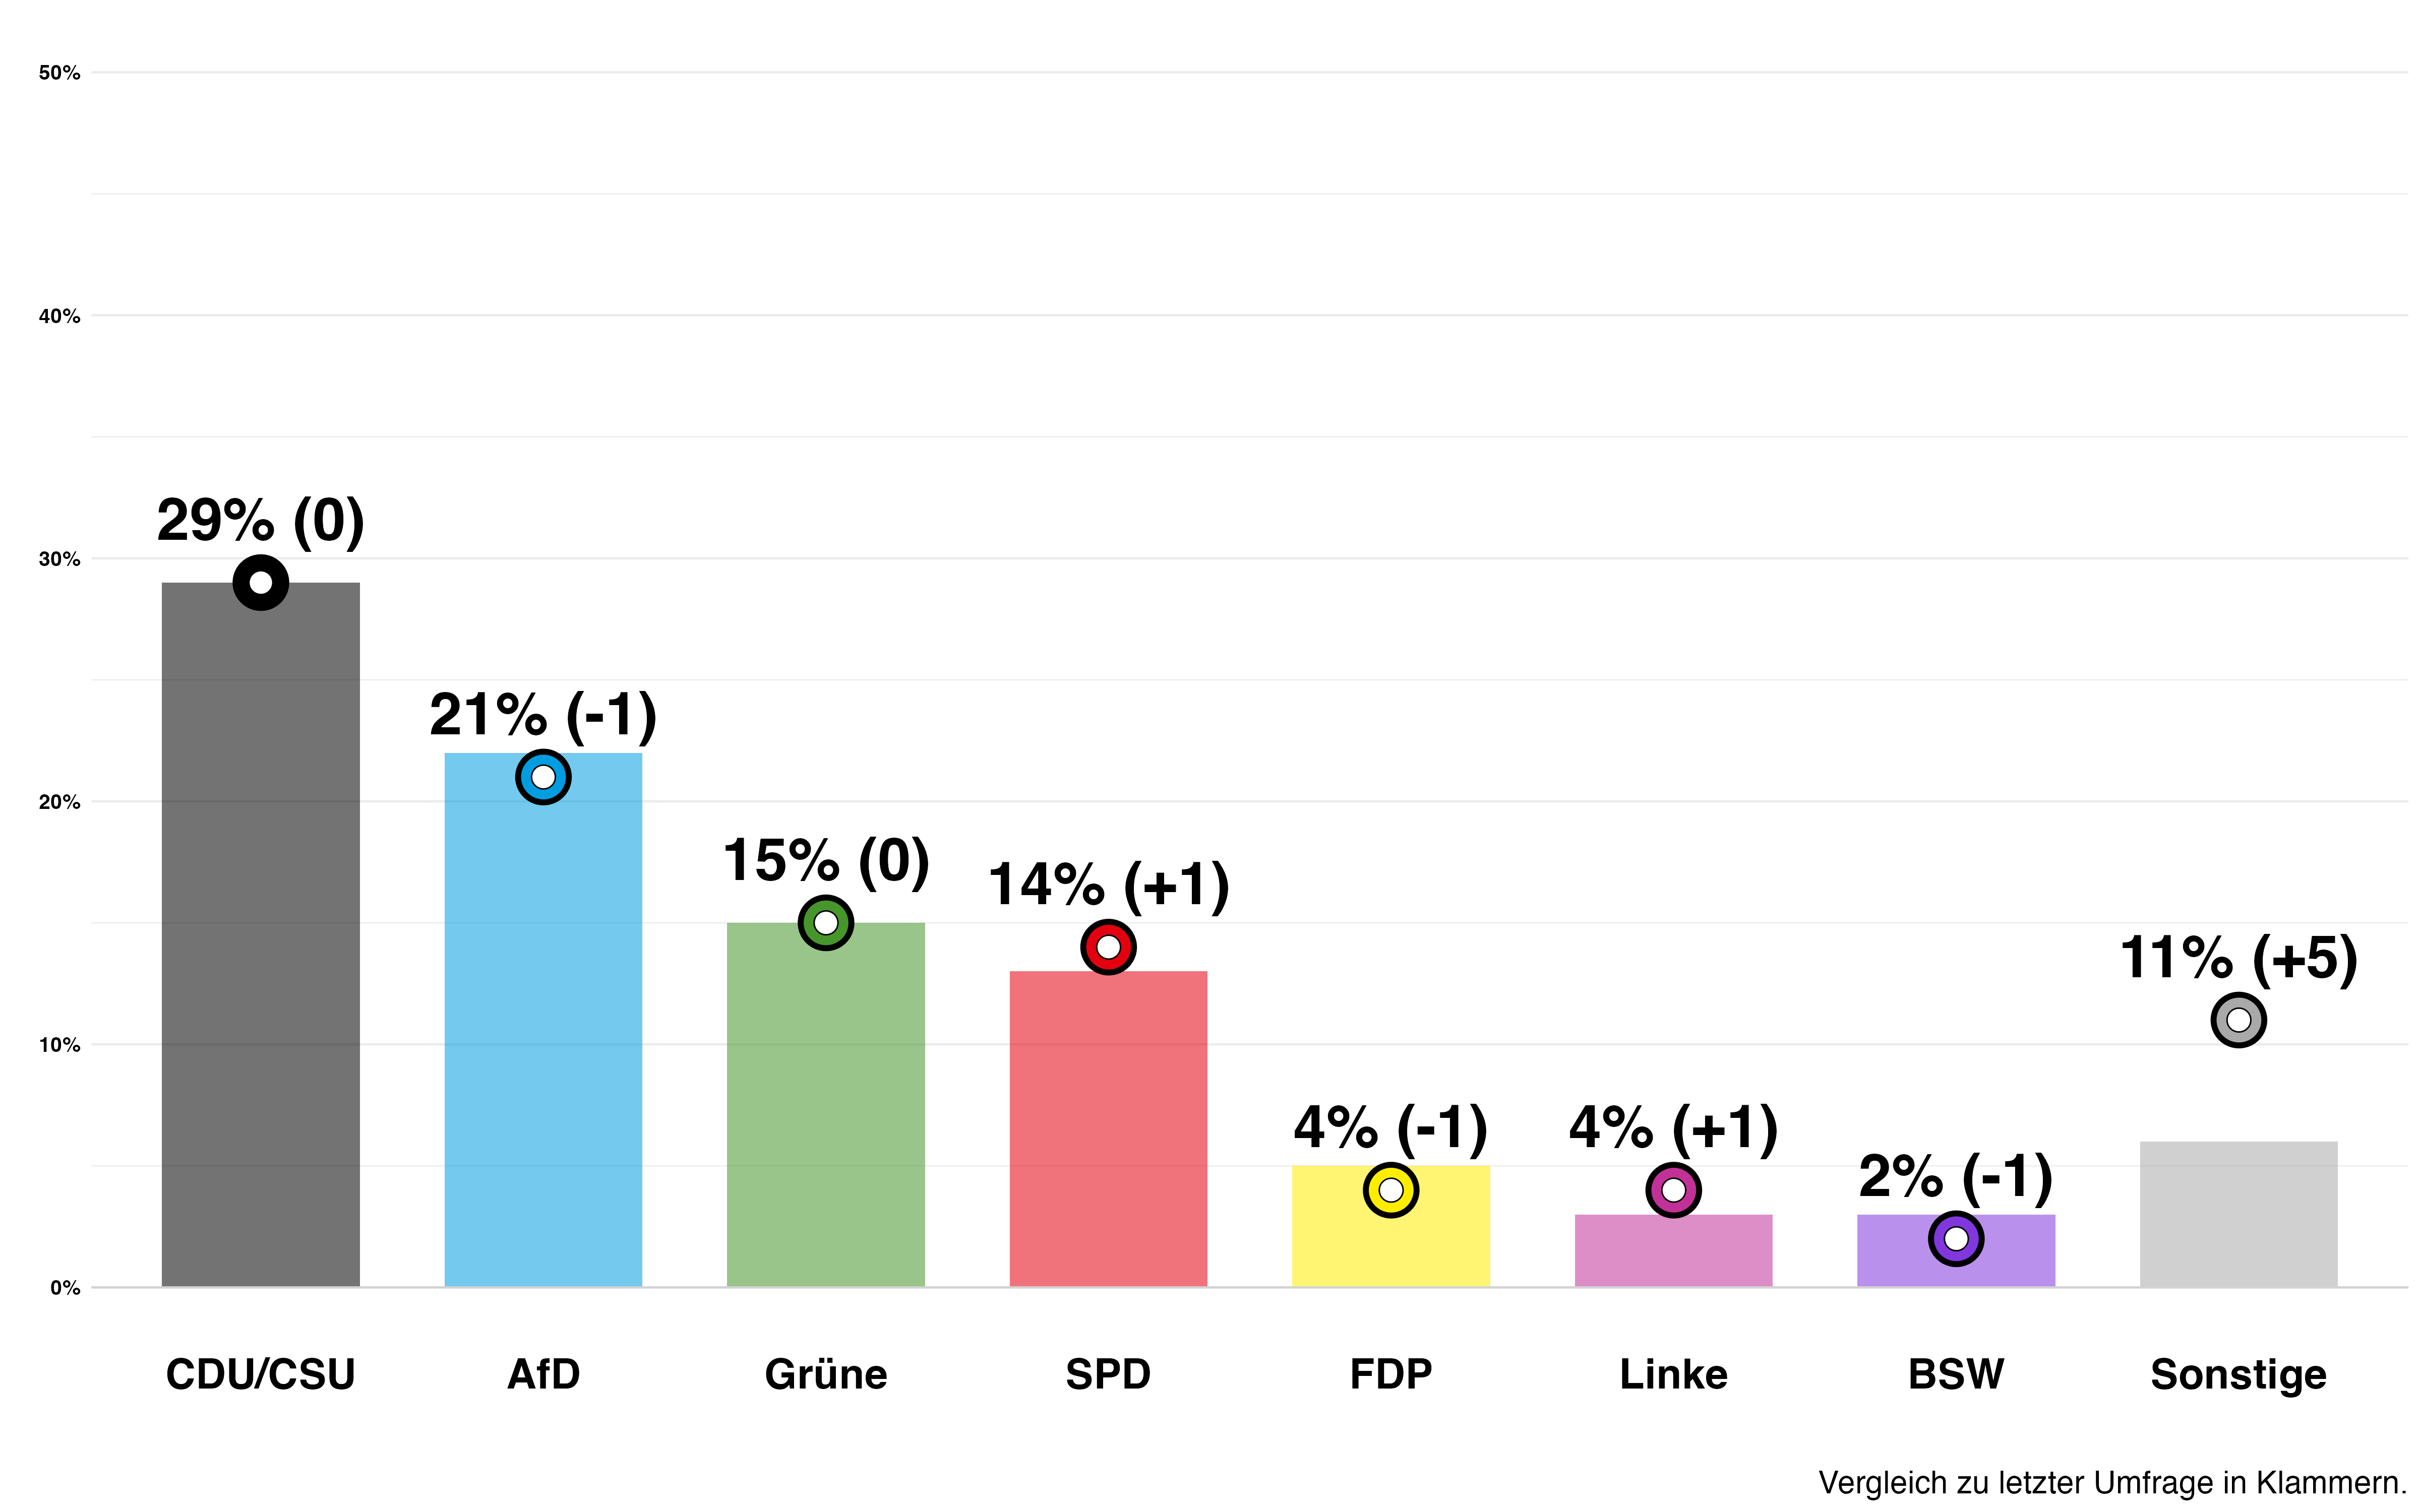 50%
40%
30%
20%
10%
0%
29% (0)
21% (-1)
15% (0)
14% (+1)
4% (-1)
4% (+1)
2% (-1)
11% (+5)
CDU/CSU
AfD
Grüne
SPD
FDP
Linke
BSW
Sonstige
Vergleich zu letzter Umfrage in Klammern.